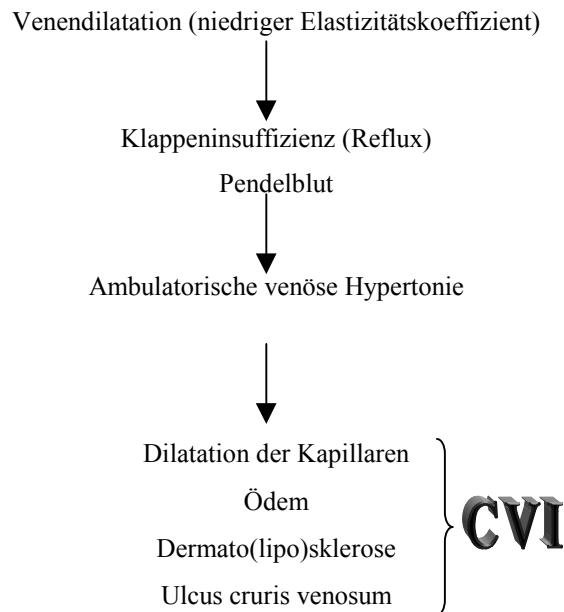 Venendilatation (niedriger Elastizitätskoeffizient)
Klappeninsuffizienz (Reflux)
Pendelblut
Ambulatorische venöse Hypertonie
Dilatation der Kapillaren
Ödem
Dermato(lipo)sklerose
Ulcus cruris venosum
CVI